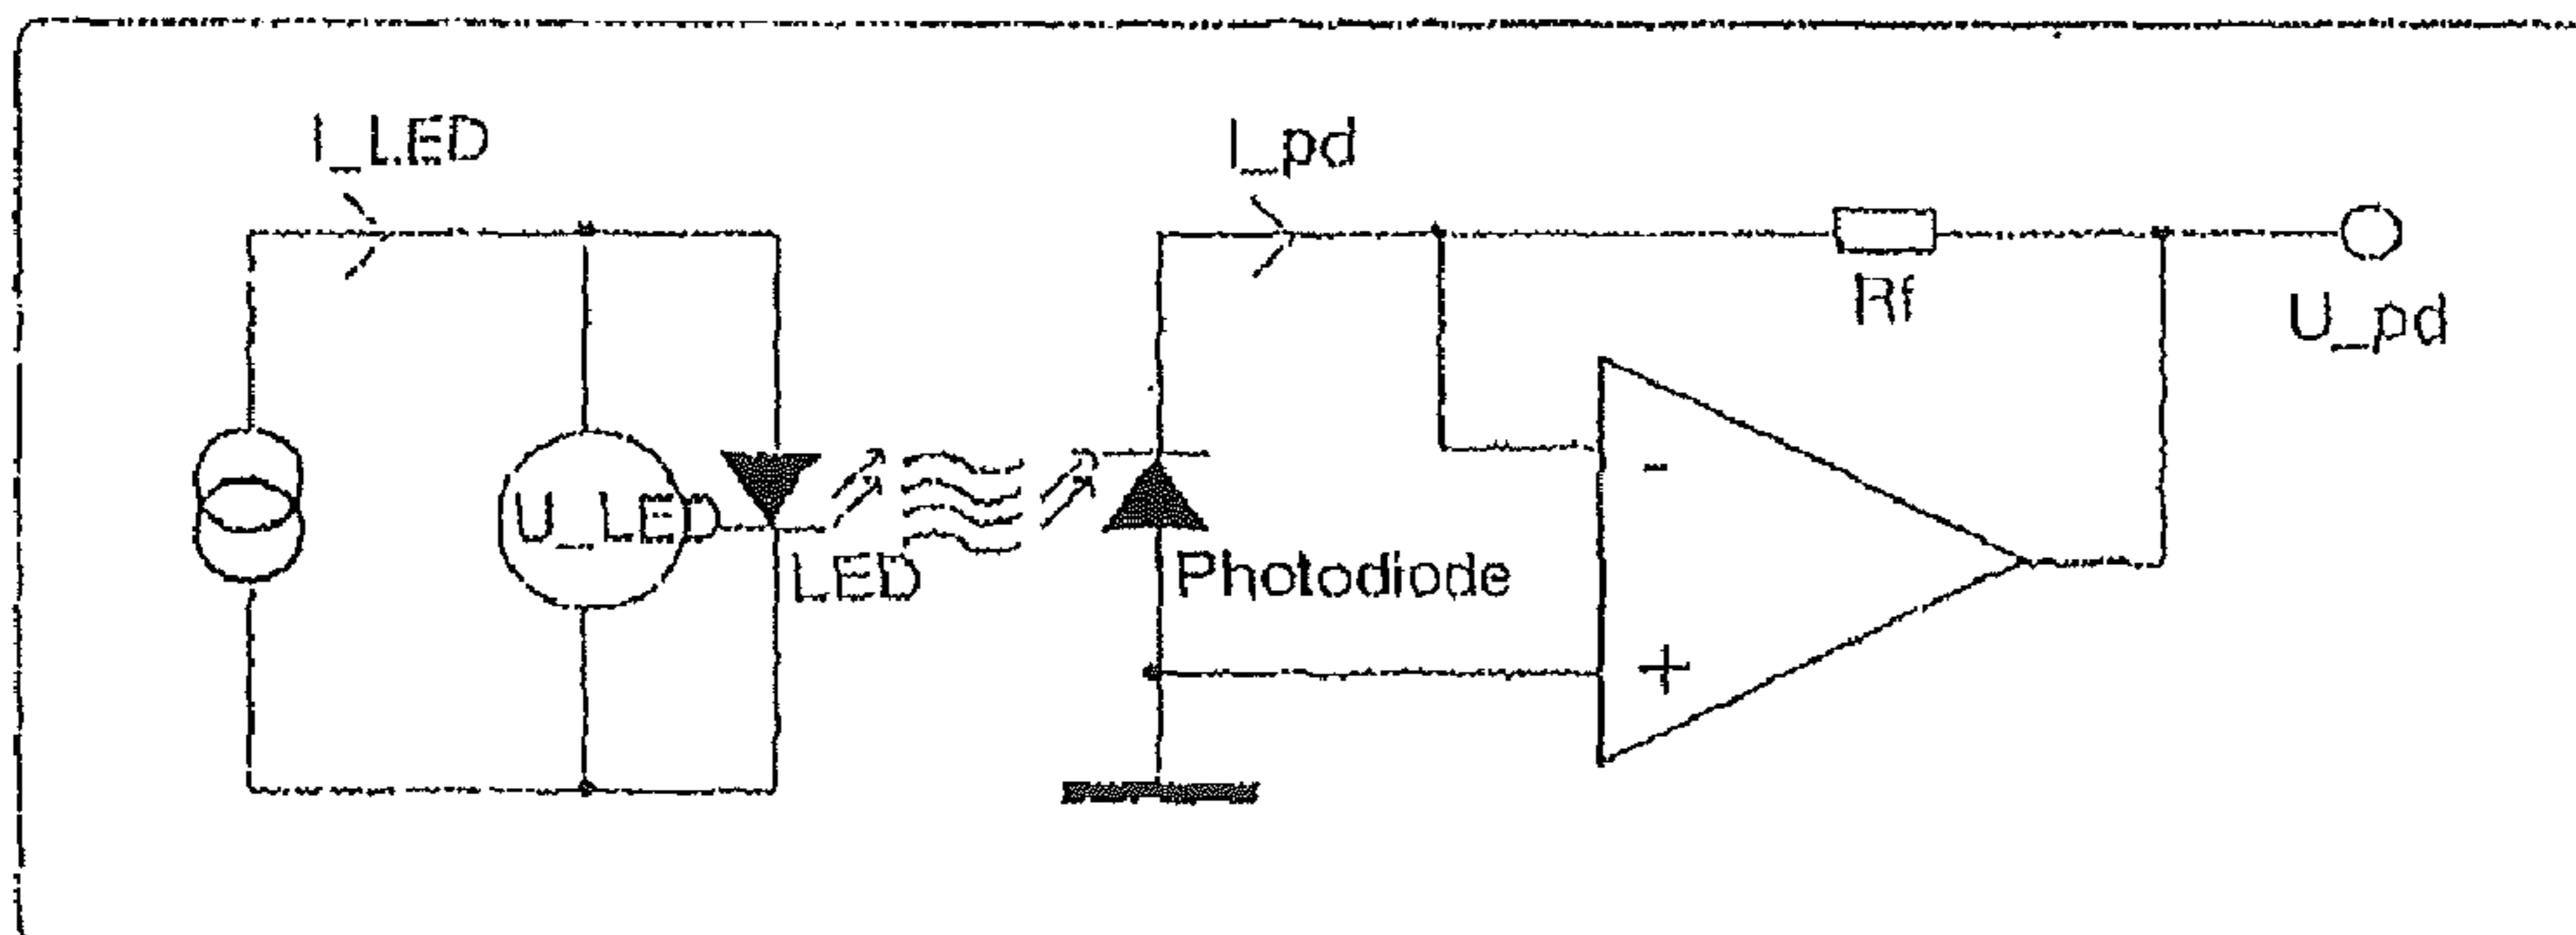 I_LED
I_pd
Rf
U_pd
U_LED
LED
Photodiode
-
+